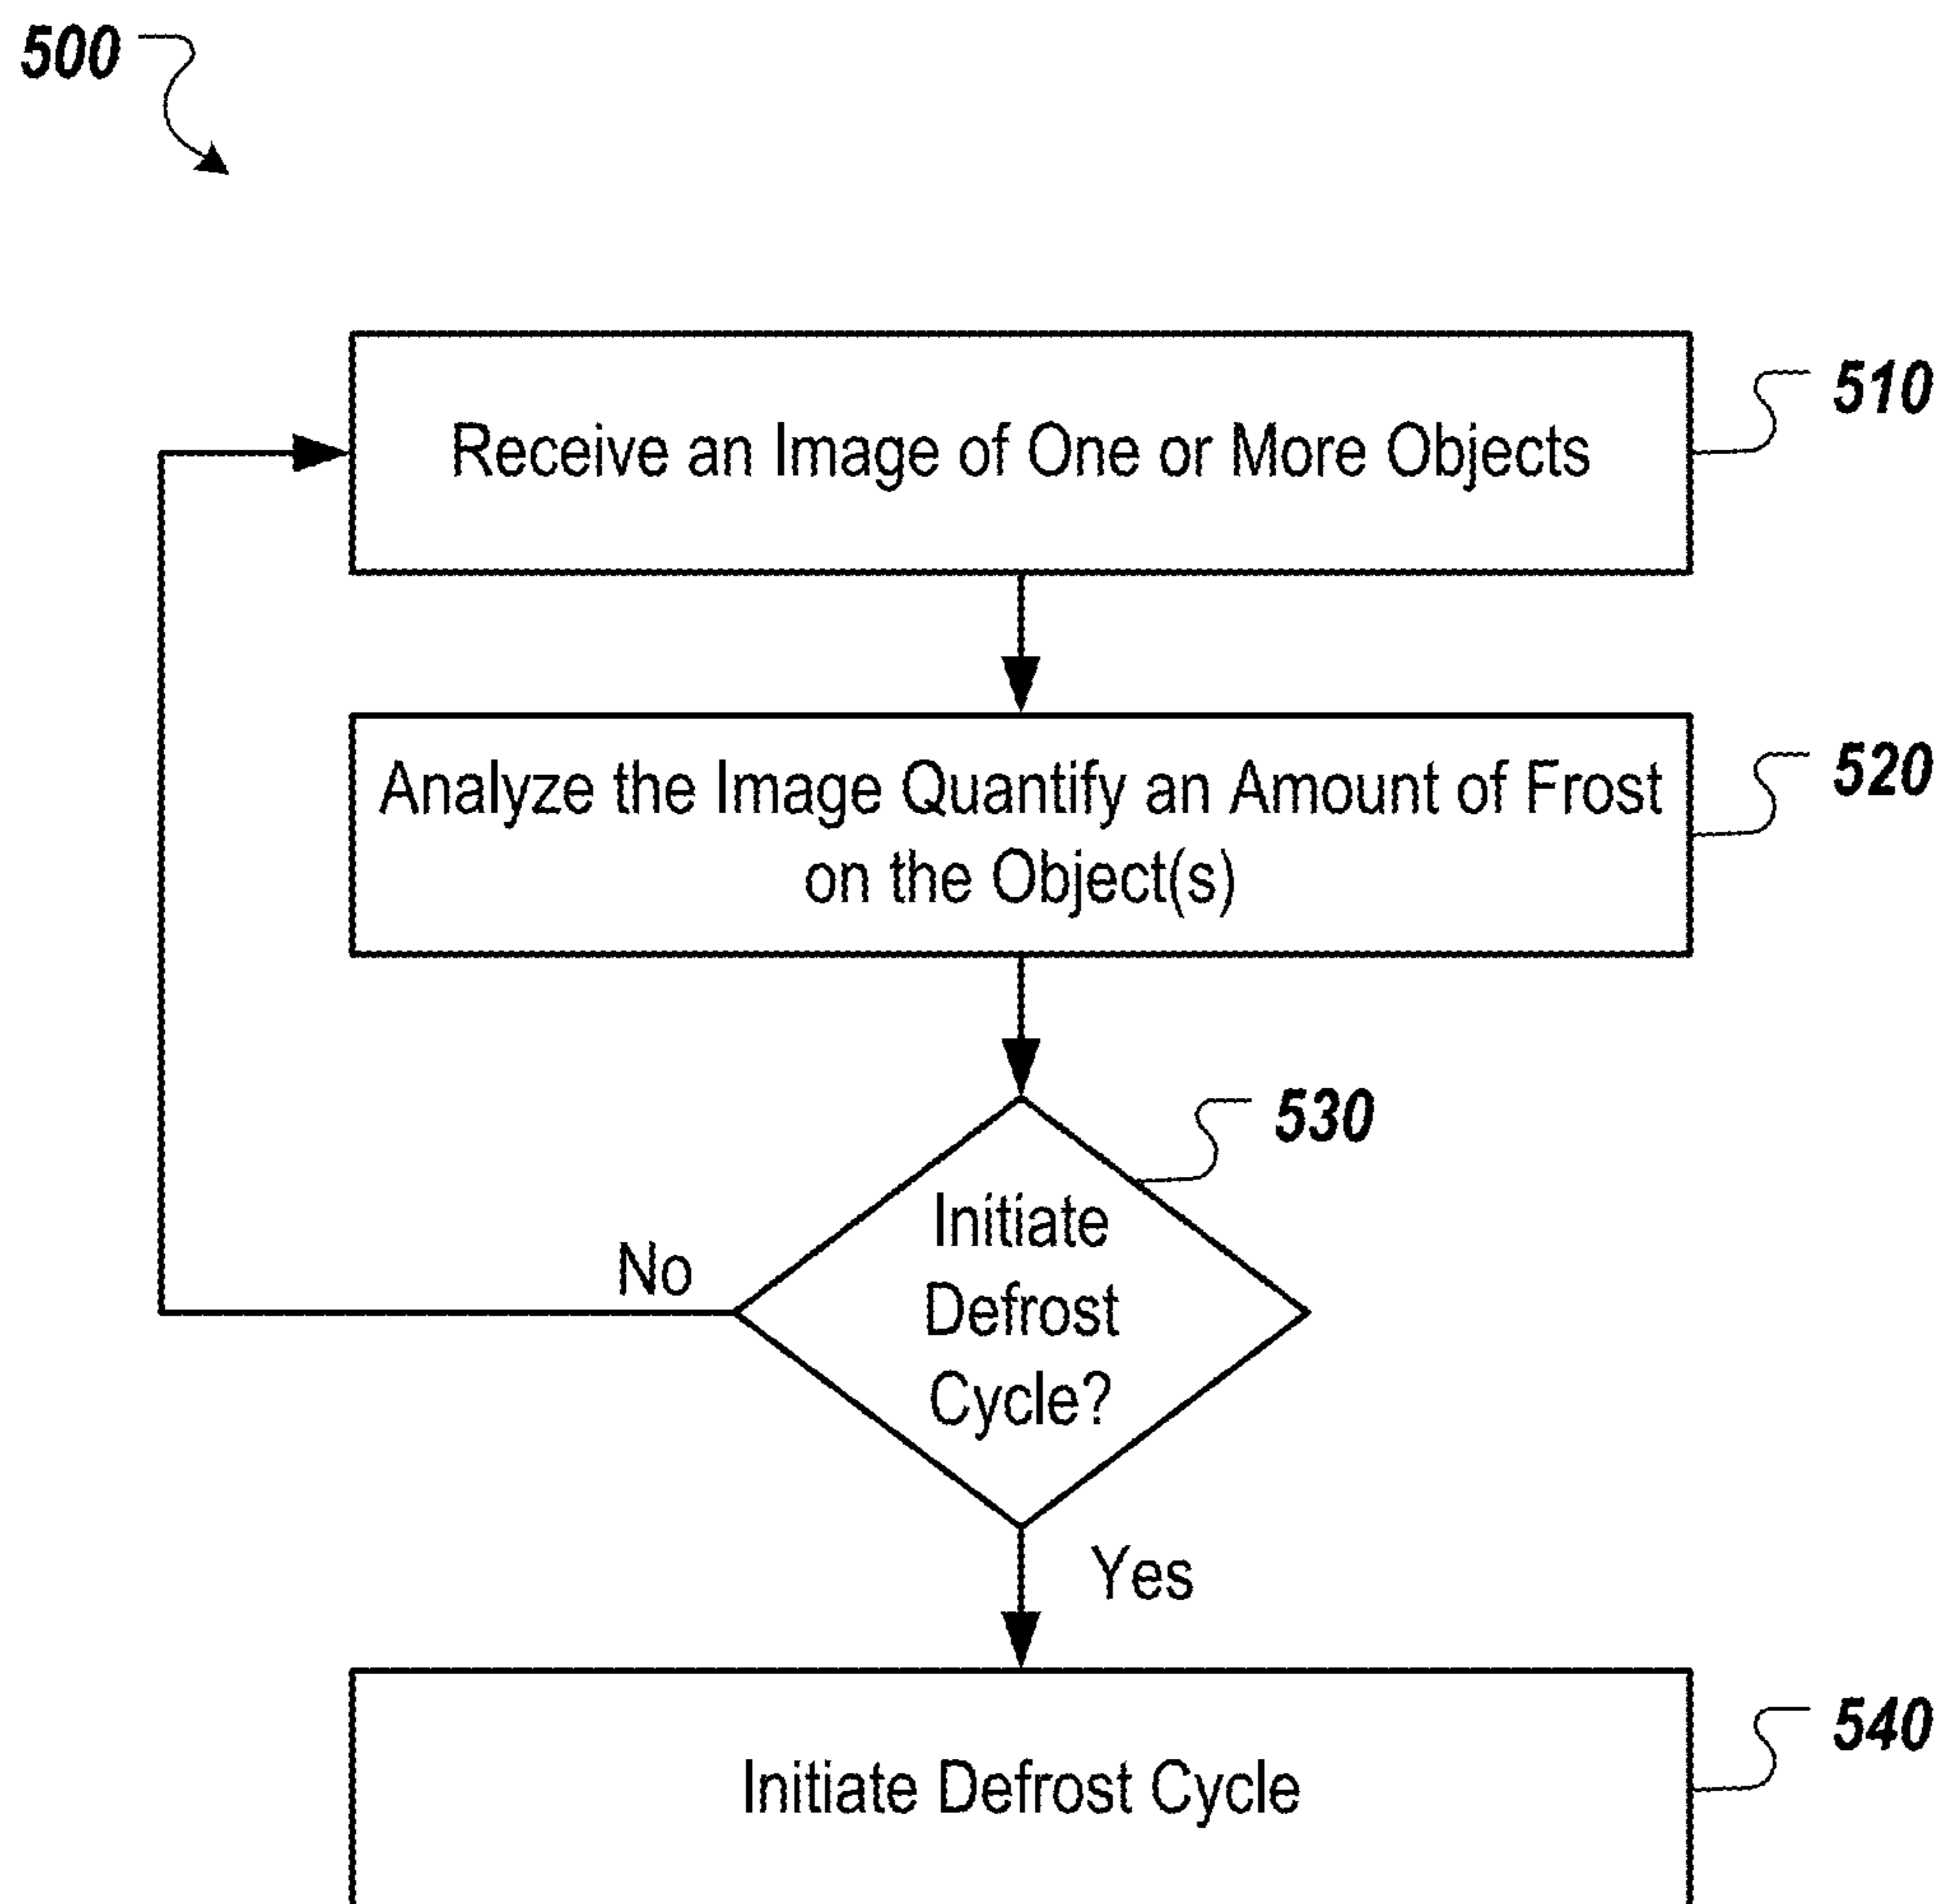 500
Receive an Image of One or More Objects
510
Analyze the Image Quantify an Amount of Frost
on the Object(s)
520
530
Initiate
Defrost
Cycle?
No
Yes
Initiate Defrost Cycle
540